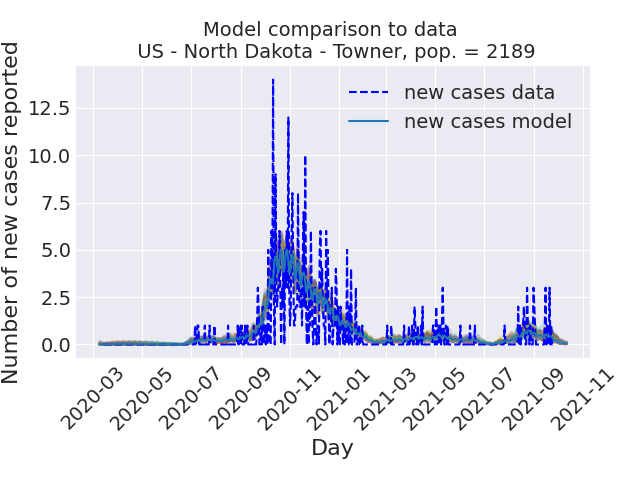 Model comparison to data
US - North Dakota - Towner, pop. = 2189
new cases data
new cases model
Number of new cases reported
12.5
10.0
7.5
5.0
2.5
0.0
2020-03
2020-05
2020-07
2020-09
2020-11
2021-01
2021-03
2021-05
2021-07
2021-09
2021-11
Day